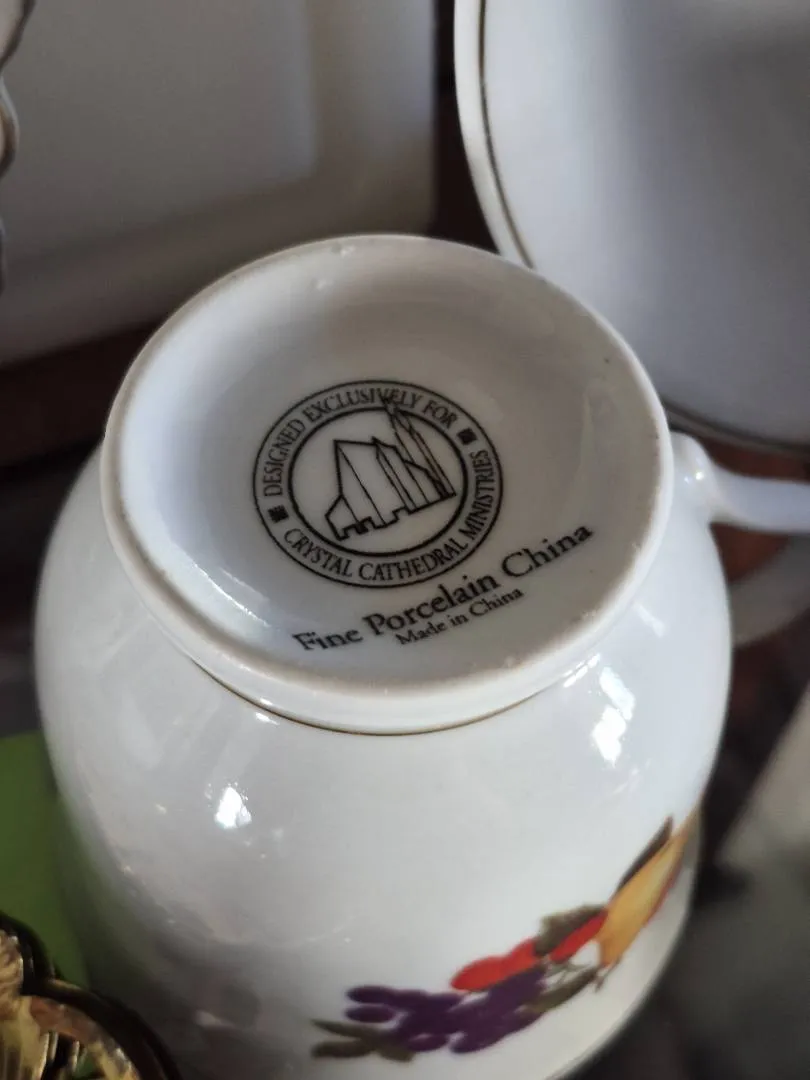 DESIGNED EXCLUSIVELY FOR
CRYSTAL CATHEDRAL MINISTRIES
Fine Porcelain China
Made in China